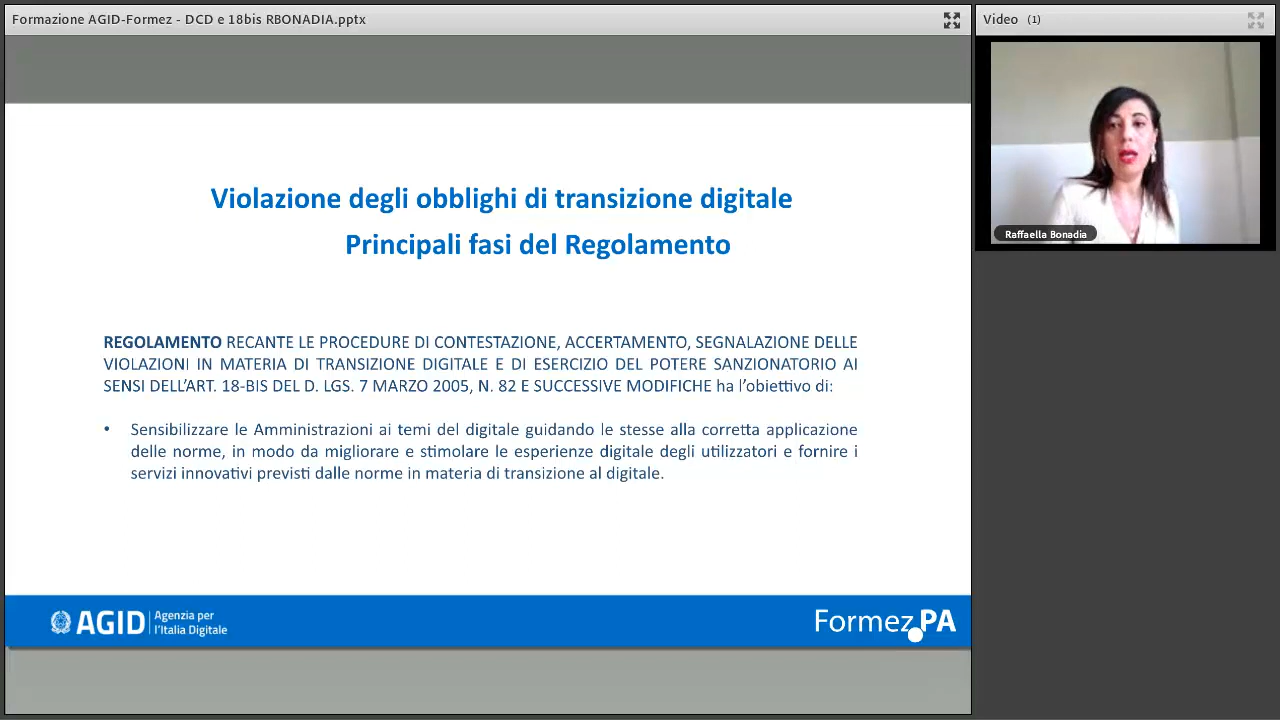 Formazione AGID-Formez - DCD e 18bis RBONADIA.pptx
Video (1)
Raffaella Bonadia
Violazione degli obblighi di transizione digitale
Principali fasi del Regolamento
REGOLAMENTO RECANTE LE PROCEDURE DI CONTESTAZIONE, ACCERTAMENTO, SEGNALAZIONE DELLE
VIOLAZIONI IN MATERIA DI TRANSIZIONE DIGITALE E DI ESERCIZIO DEL POTERE SANZIONATORIO AI
SENSI DELL'ART. 18-BIS DEL D. LGS. 7 MARZO 2005, N. 82 E SUCCESSIVE MODIFICHE ha l'obiettivo di:
• Sensibilizzare le Amministrazioni ai temi del digitale guidando le stesse alla corretta applicazione
delle norme, in modo da migliorare e stimolare le esperienze digitale degli utilizzatori e fornire i
servizi innovativi previsti dalle norme in materia di transizione al digitale.
AGID Agenzia per
l'Italia Digitale
Formez PA